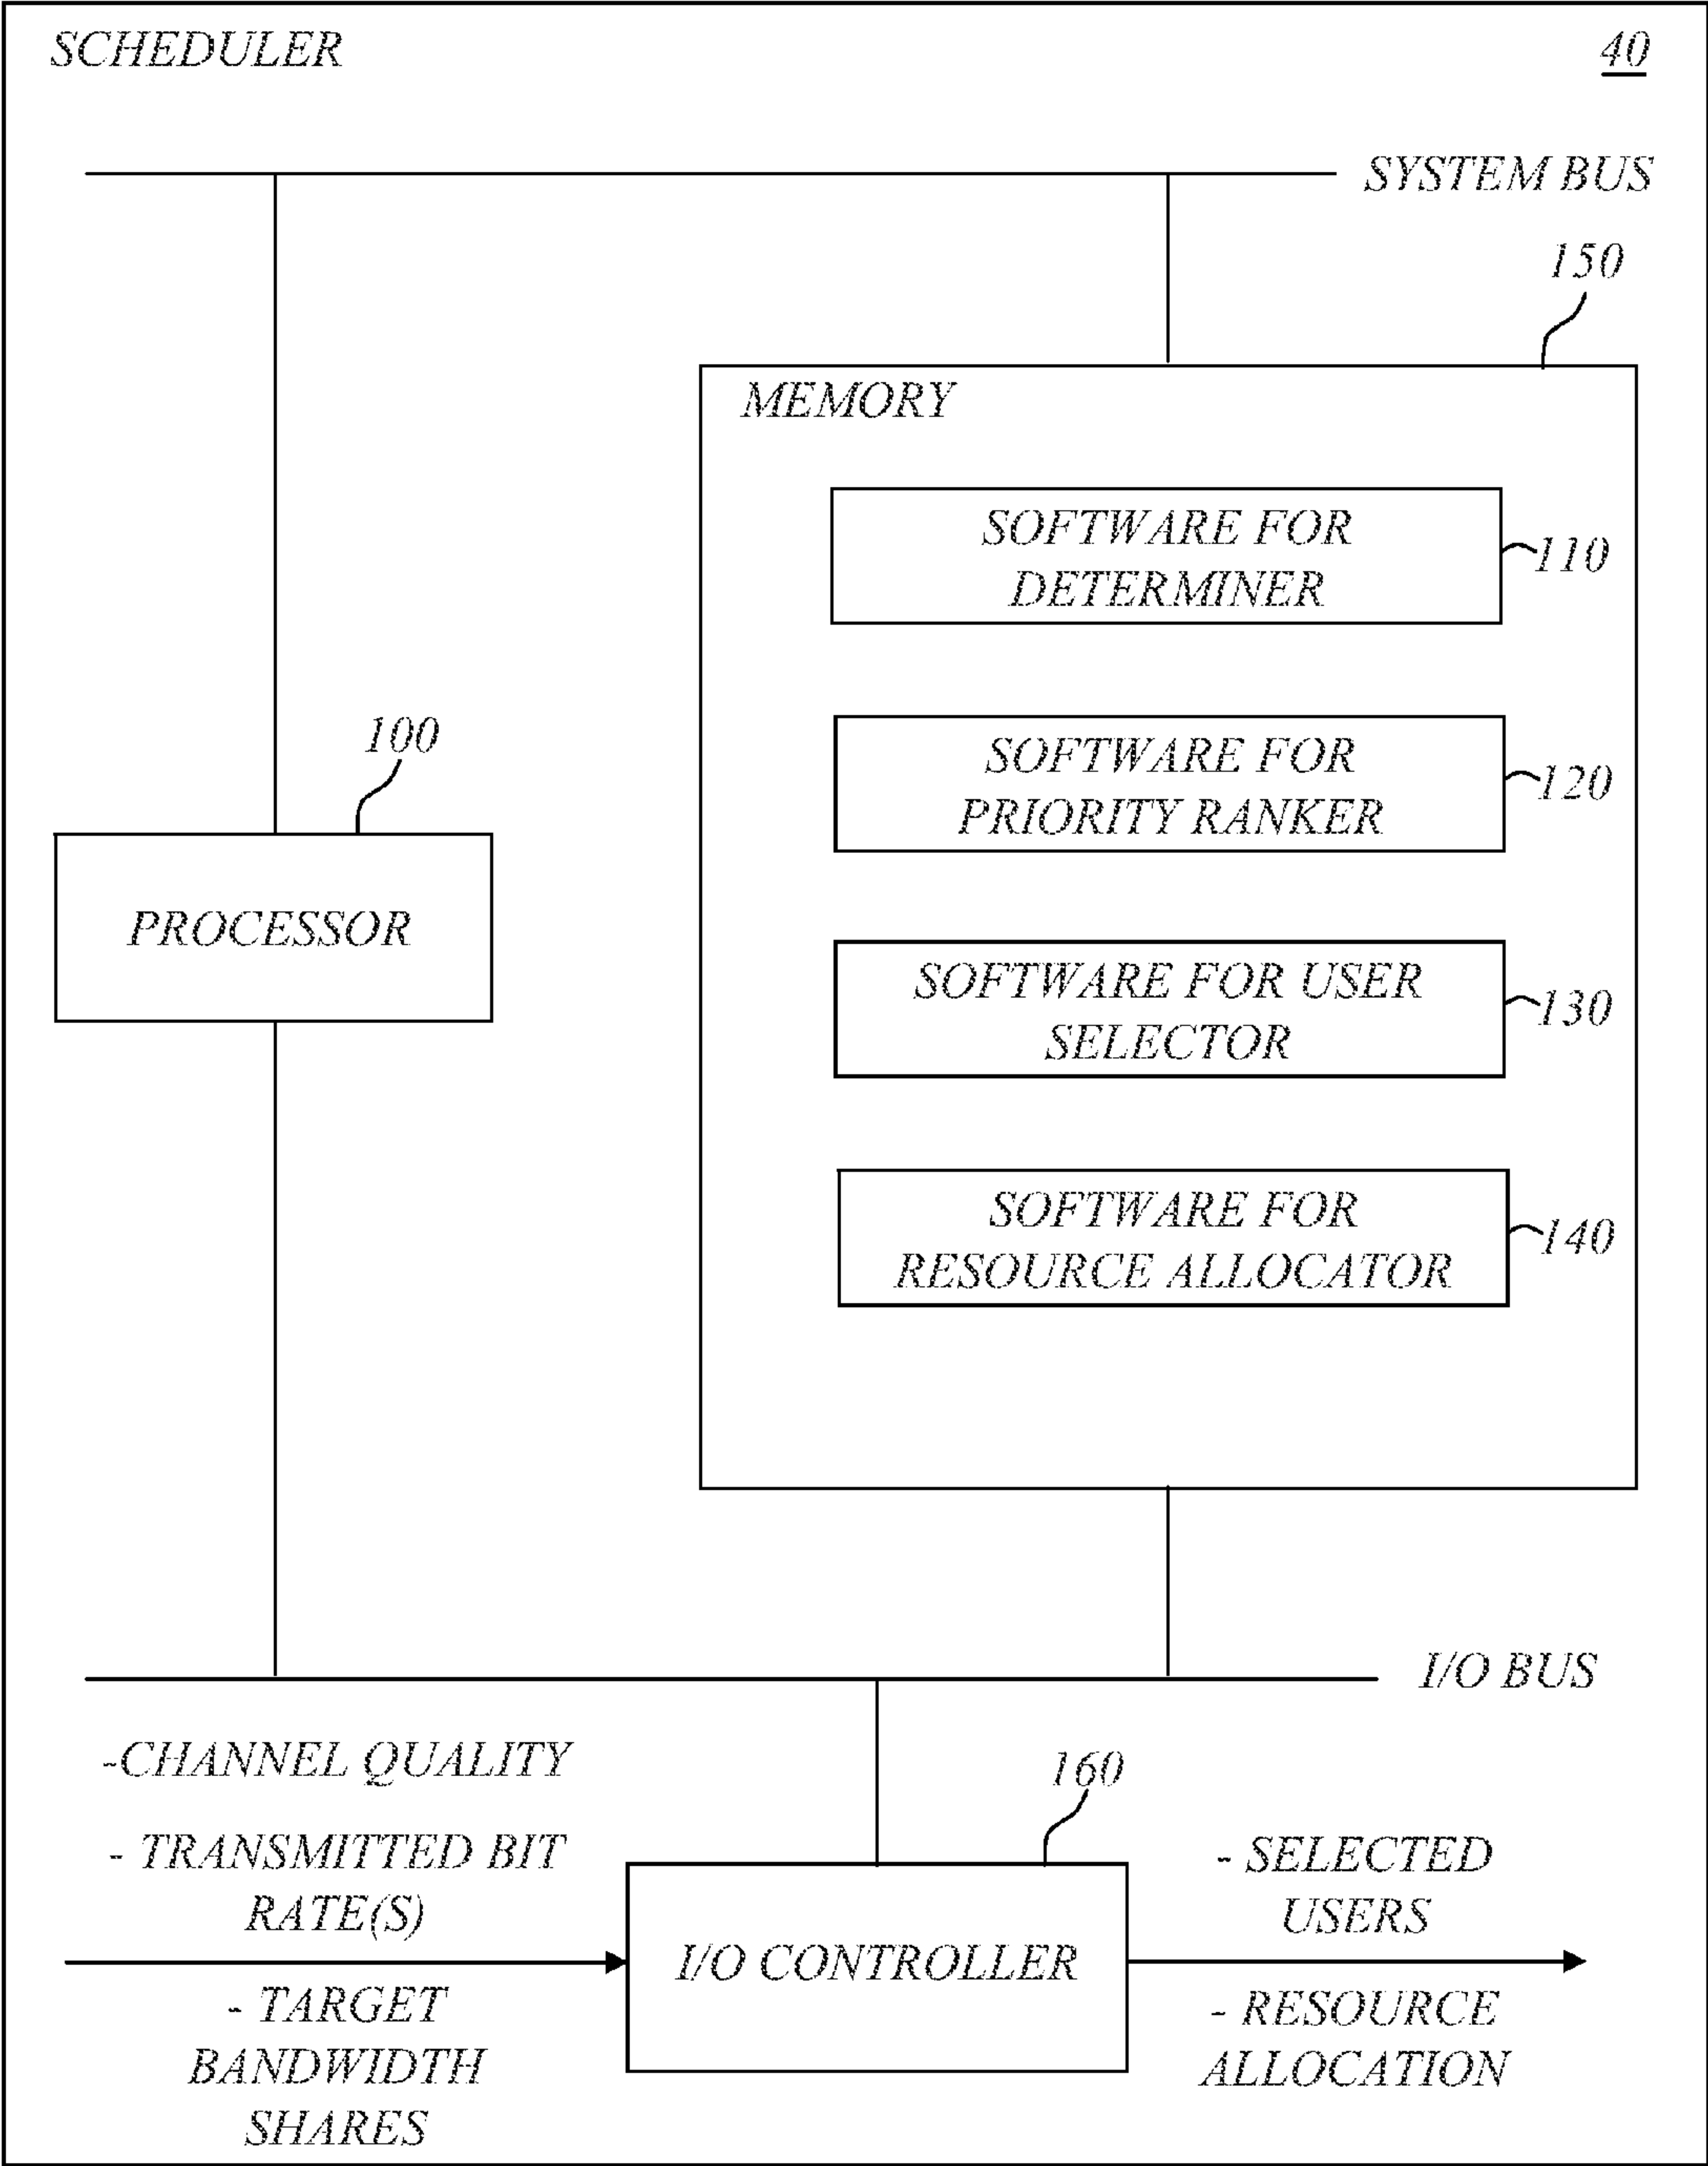 SCHEDULER
40
SYSTEM BUS
150
MEMORY
SOFTWARE FOR
DETERMINER
110
100
SOFTWARE FOR
PRIORITY RANKER
120
PROCESSOR
SOFTWARE FOR USER
SELECTOR
130
SOFTWARE FOR
RESOURCE ALLOCATOR
140
I/O BUS
-CHANNEL QUALITY
- TRANSMITTED BIT
RATE(S)
- TARGET
BANDWIDTH
SHARES
160
I/O CONTROLLER
- SELECTED
USERS
- RESOURCE
ALLOCATION